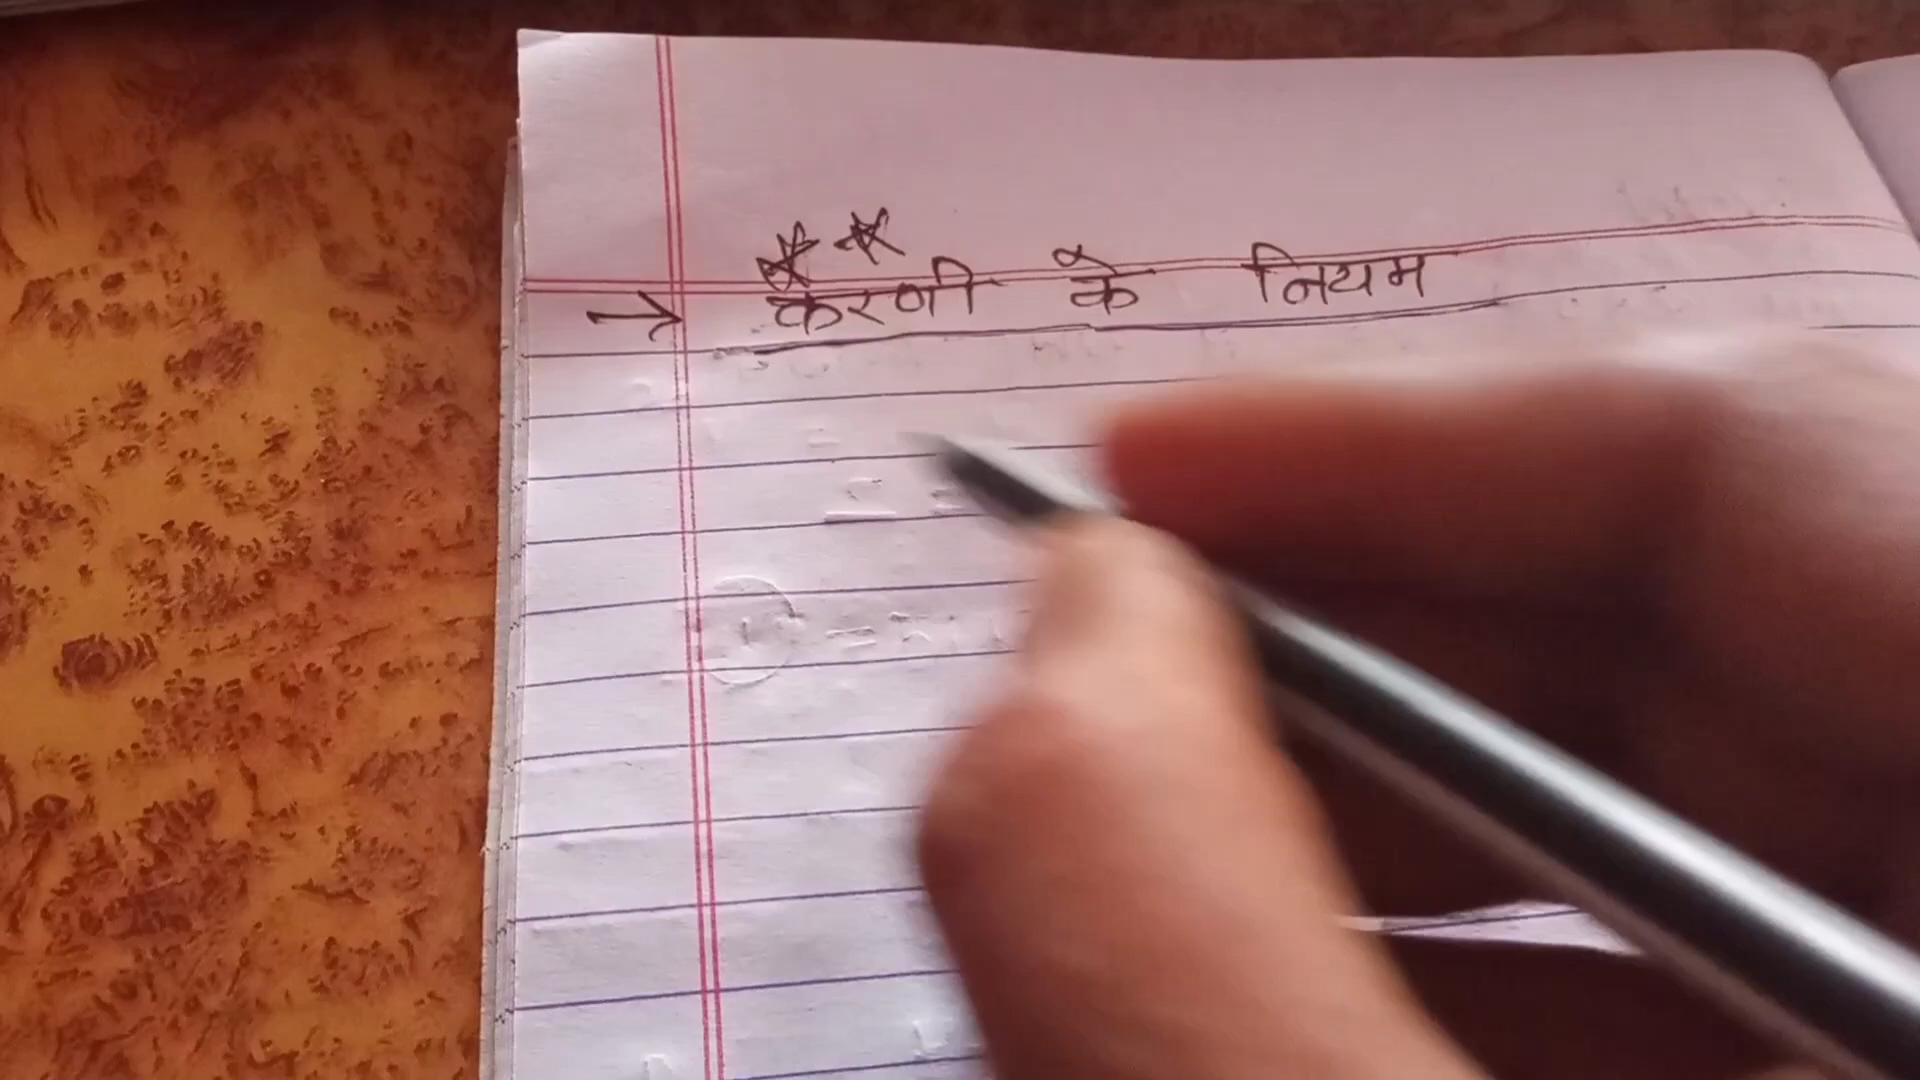 → करणी के नियम